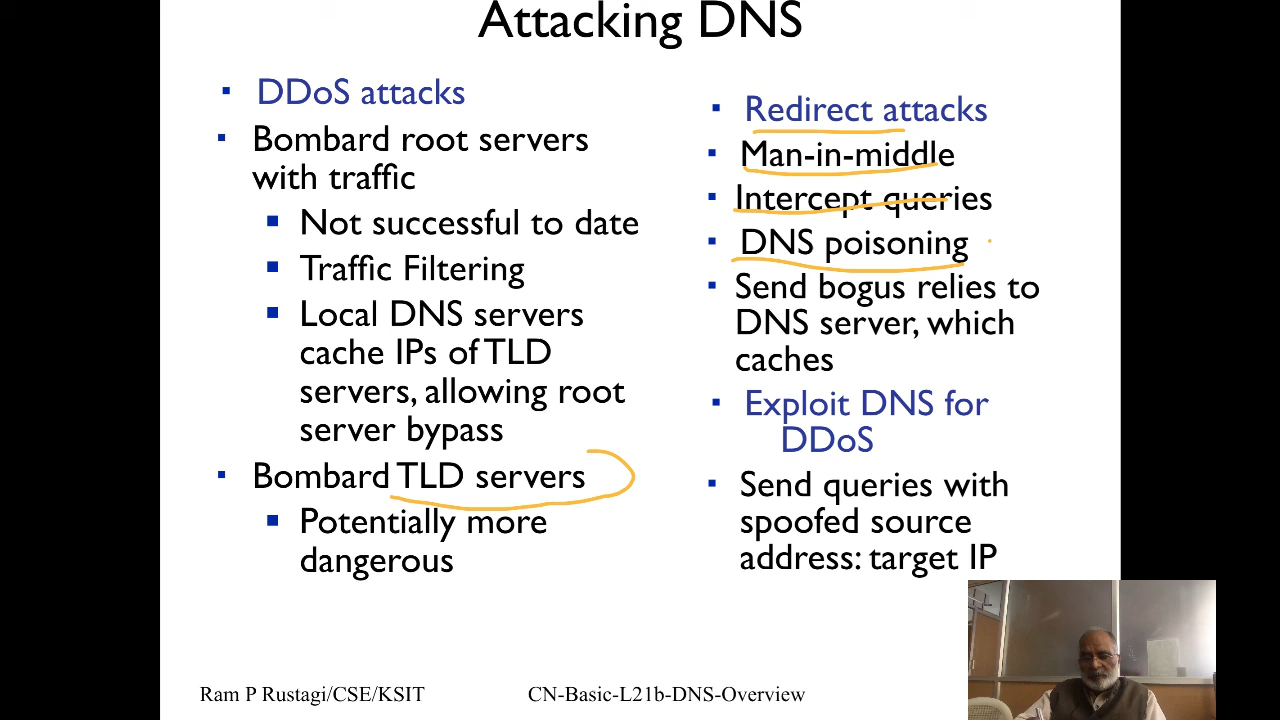 Attacking DNS
DDoS attacks
Bombard root servers
with traffic
Not successful to date
Traffic Filtering
Local DNS servers
cache IPs of TLD
servers, allowing root
server bypass
Bombard TLD servers
Potentially more
dangerous
Redirect attacks
Man-in-middle
Intercept queries
DNS poisoning
Send bogus relies to
DNS server, which
caches
Exploit DNS for
DDoS
Send queries with
spoofed source
address: target IP
Ram P Rustagi/CSE/KSIT
CN-Basic-L21b-DNS-Overview